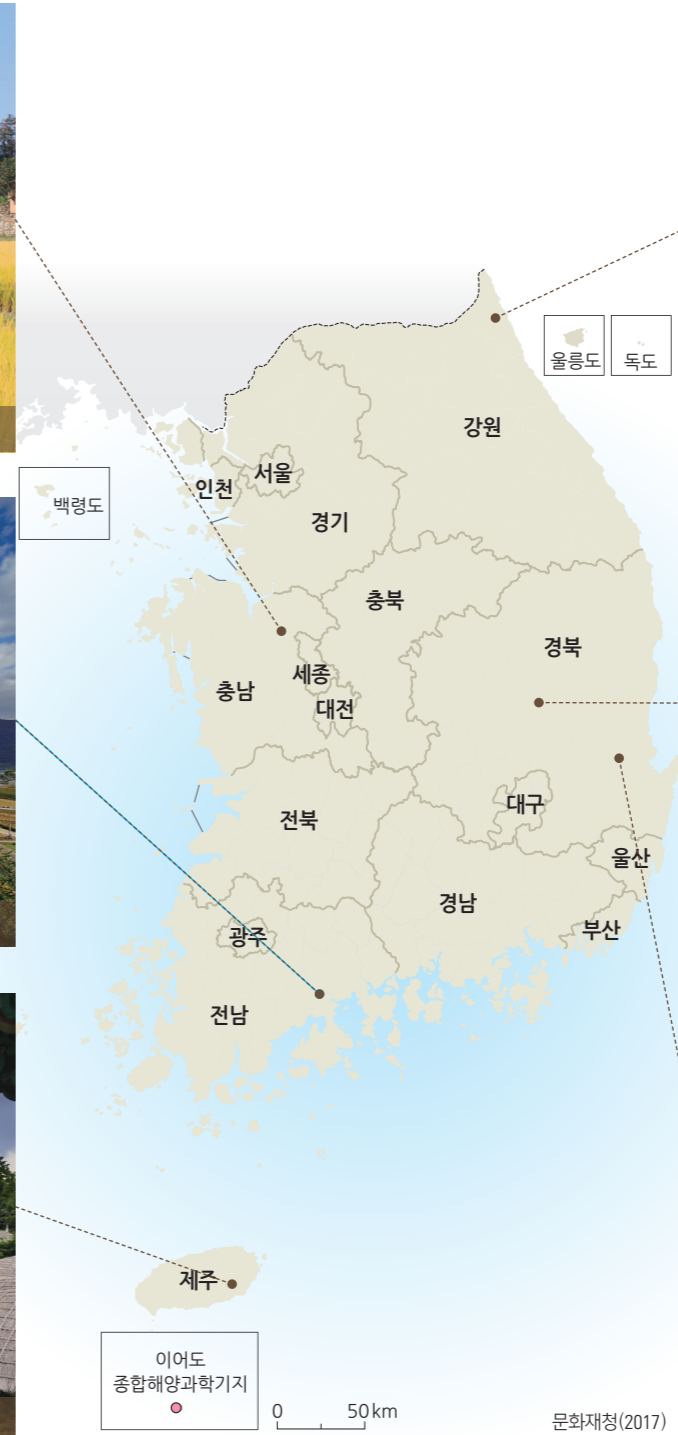 울릉도
독도
강원
서울
인천
백령도
경기
충북
경북
세종
충남
대전
대구
전북
울산
경남
부산
광주
전남
제주
이어도
종합해양과학기지
0 50 km
문화재청(2017)